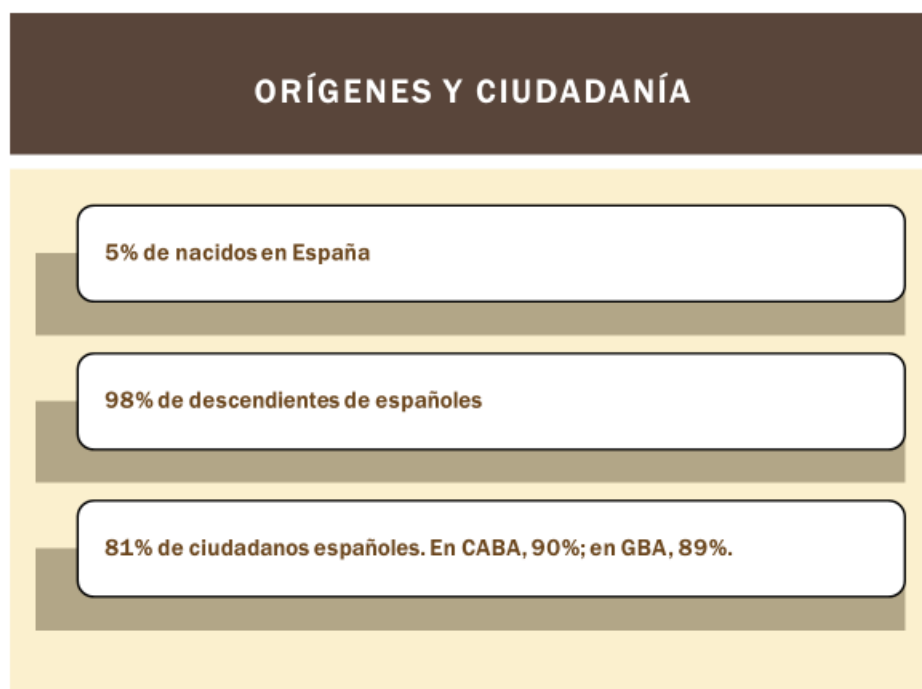 ORÍGENES Y CIUDADANÍA
5% de nacidos en España
98% de descendientes de españoles
81% de ciudadanos españoles. En CABA, 90%; en GBA, 89%.